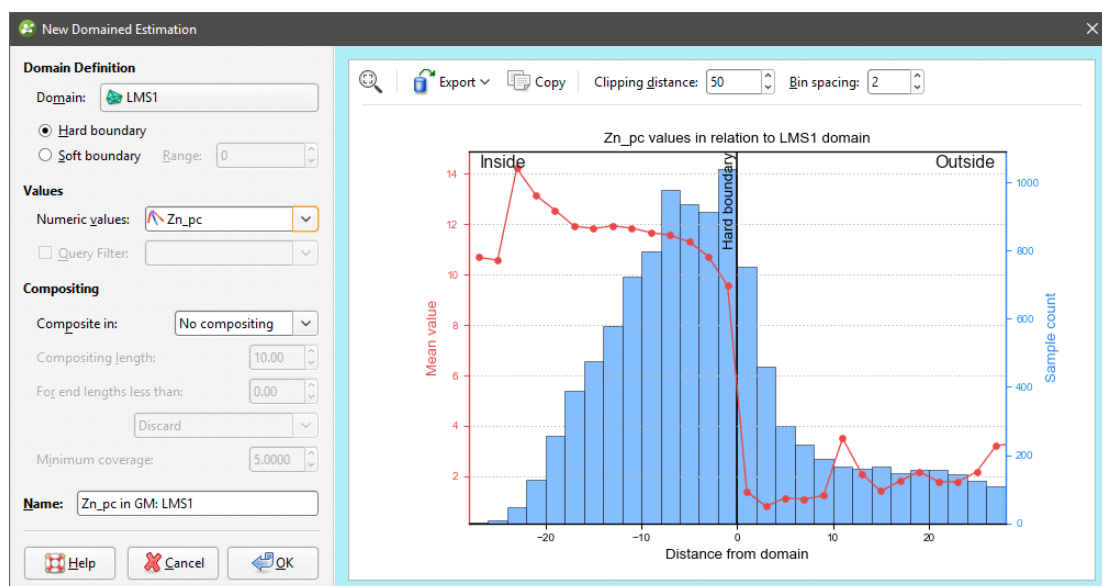 New Domained Estimation
Domain Definition
Domain: LMS1
Hard boundary
Soft boundary Range: 0
Values
Numeric values: Zn_pc
Query Filter:
Compositing
Composite in: No compositing
Compositing length: 10.00
For end lengths less than: 0.00
Discard
Minimum coverage: 5.0000
Name: Zn_pc in GM: LMS1
Help Cancel OK
Export Copy Clipping distance: 50 Bin spacing: 2
Zn_pc values in relation to LMS1 domain
Inside Outside
Hard boundary
14
12
10
8
6
4
2
Mean value
1000
800
600
400
200
0
Sample count
−20 −10 0 10 20
Distance from domain